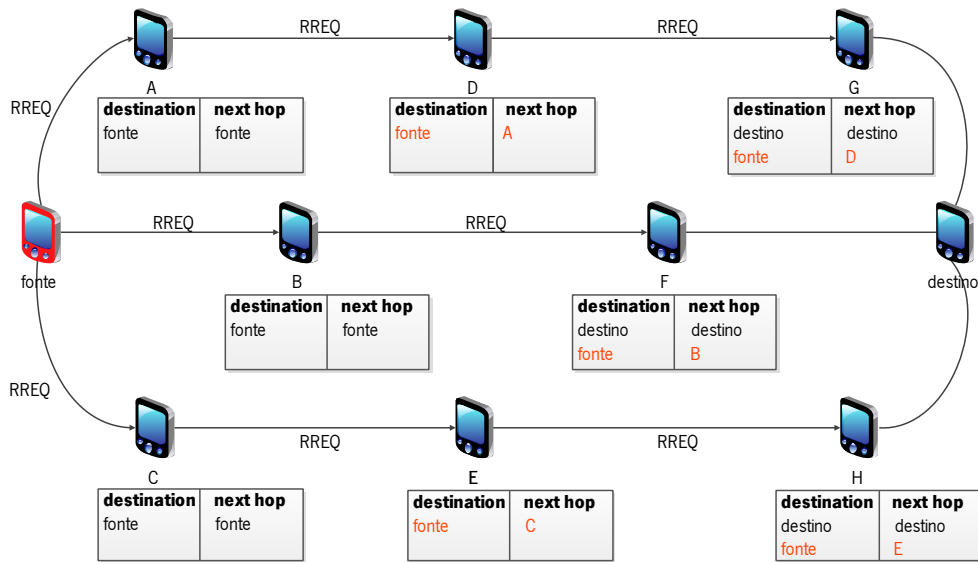 RREQ
RREQ
A
D
G
destination next hop
fonte fonte
destination next hop
fonte A
destination next hop
destino destino
fonte D
RREQ
RREQ
RREQ
fonte
B
F
destino
destination next hop
fonte fonte
destination next hop
destino destino
fonte B
RREQ
RREQ
RREQ
C
E
H
destination next hop
fonte fonte
destination next hop
fonte C
destination next hop
destino destino
fonte E